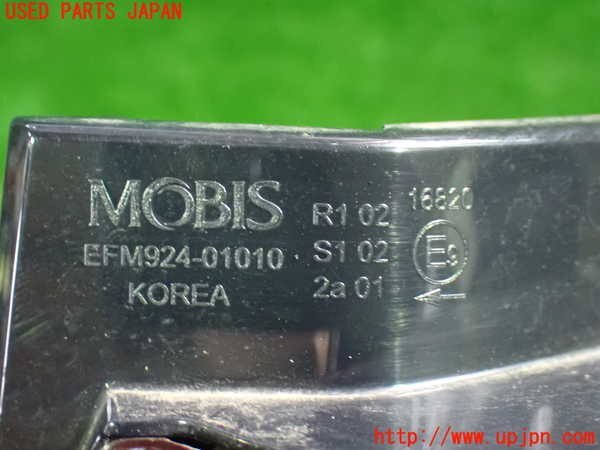 USED PARTS JAPAN
MOBIS
EFM924-01010
KOREA
R1 02
S1 02
2a 01
16820
E9
http://www.upjpn.com